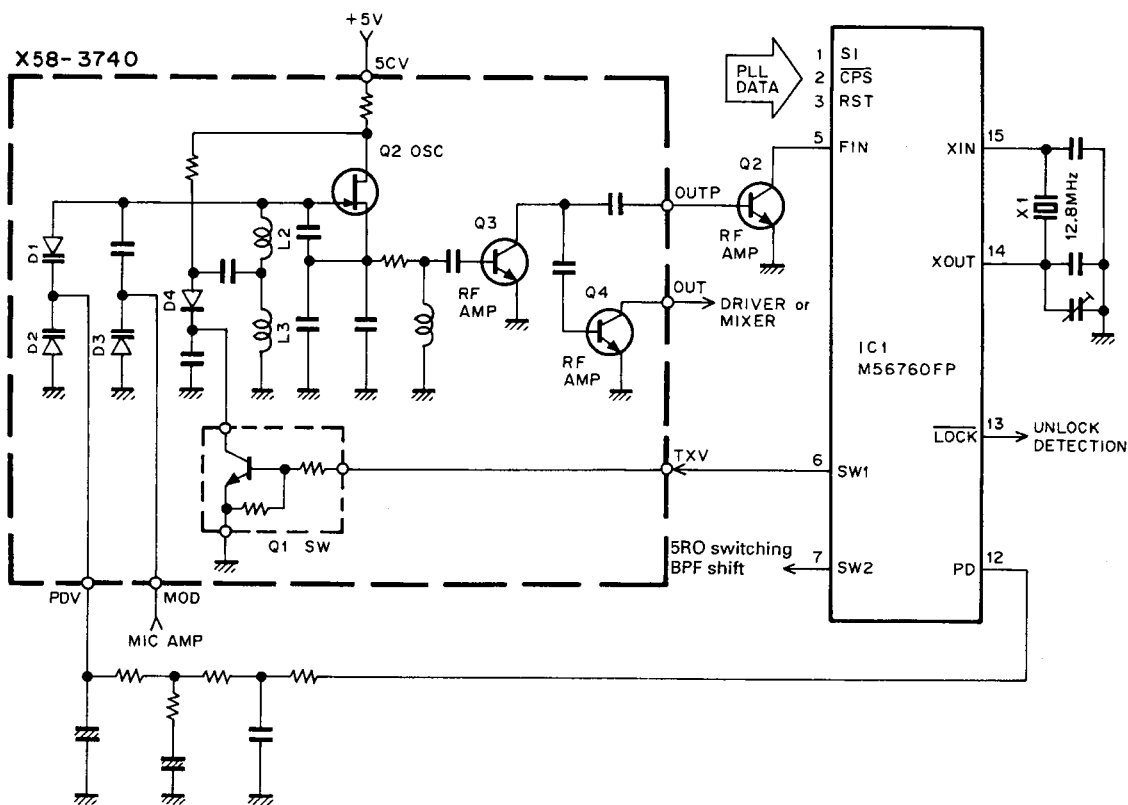 +5V
X58-3740
5CV
Q2 OSC
D1
D2
D3
D4
L2
L3
Q3
RF
AMP
Q4
RF
AMP
OUTP
OUT
DRIVER or
MIXER
Q2
RF
AMP
PLL
DATA
1 SI
2 CPS
3 RST
5 FIN
6 SW1
7 SW2
XIN 15
XOUT 14
LOCK 13
PD 12
IC1
M56760FP
X1
12.8MHz
UNLOCK
DETECTION
TXV
5RO switching
BPF shift
Q1 SW
PDV
MOD
MIC AMP